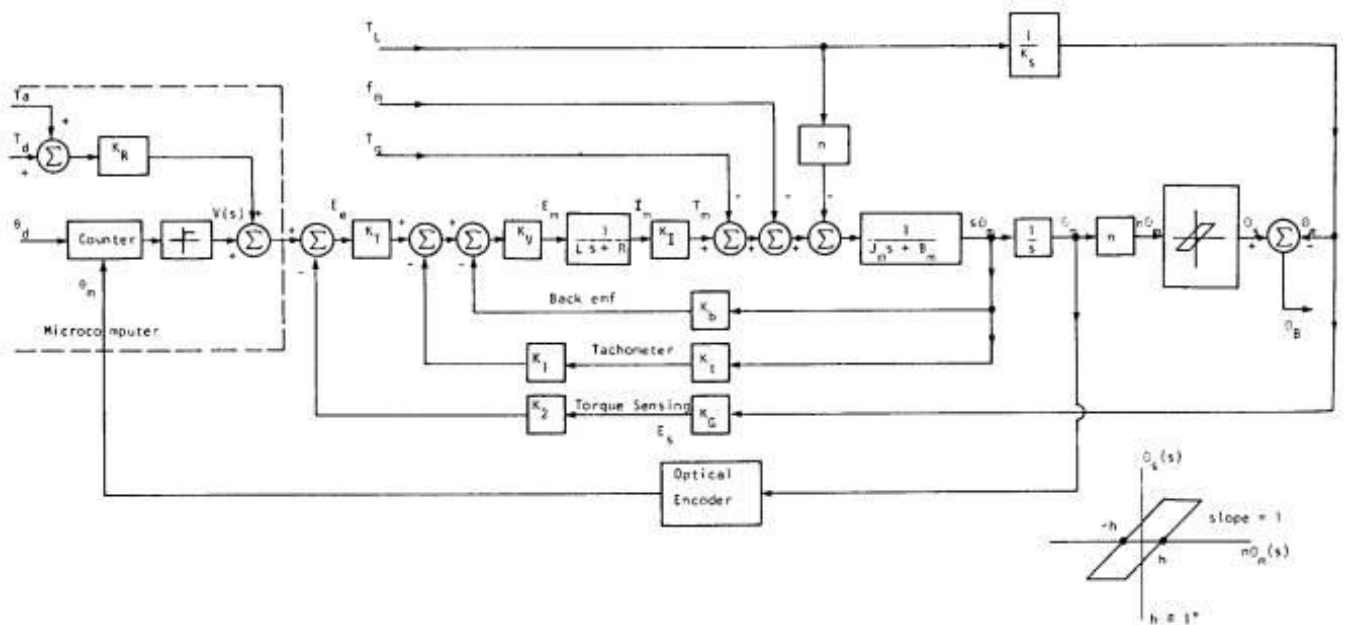 T_L
1
K_s
f_m
T_a
+
T_d
+
K_R
n
T_g
θ_d
Counter
V(s)
+
+
+
-
E_e
K_T
+
-
+
-
K_V
E_m
1
L s + R
I_m
K_I
T_m
-
+
-
+
-
1
J_m s + B_m
sθ_m
1
s
θ_m
n
nθ_m
θ_s
+
-
θ_m
Back emf
K_b
θ_B
Microcomputer
K_1
Tachometer
K_t
K_2
Torque Sensing
K_G
E_s
Optical
Encoder
θ_s(s)
-h
slope = 1
h
nθ_m(s)
h = 1°